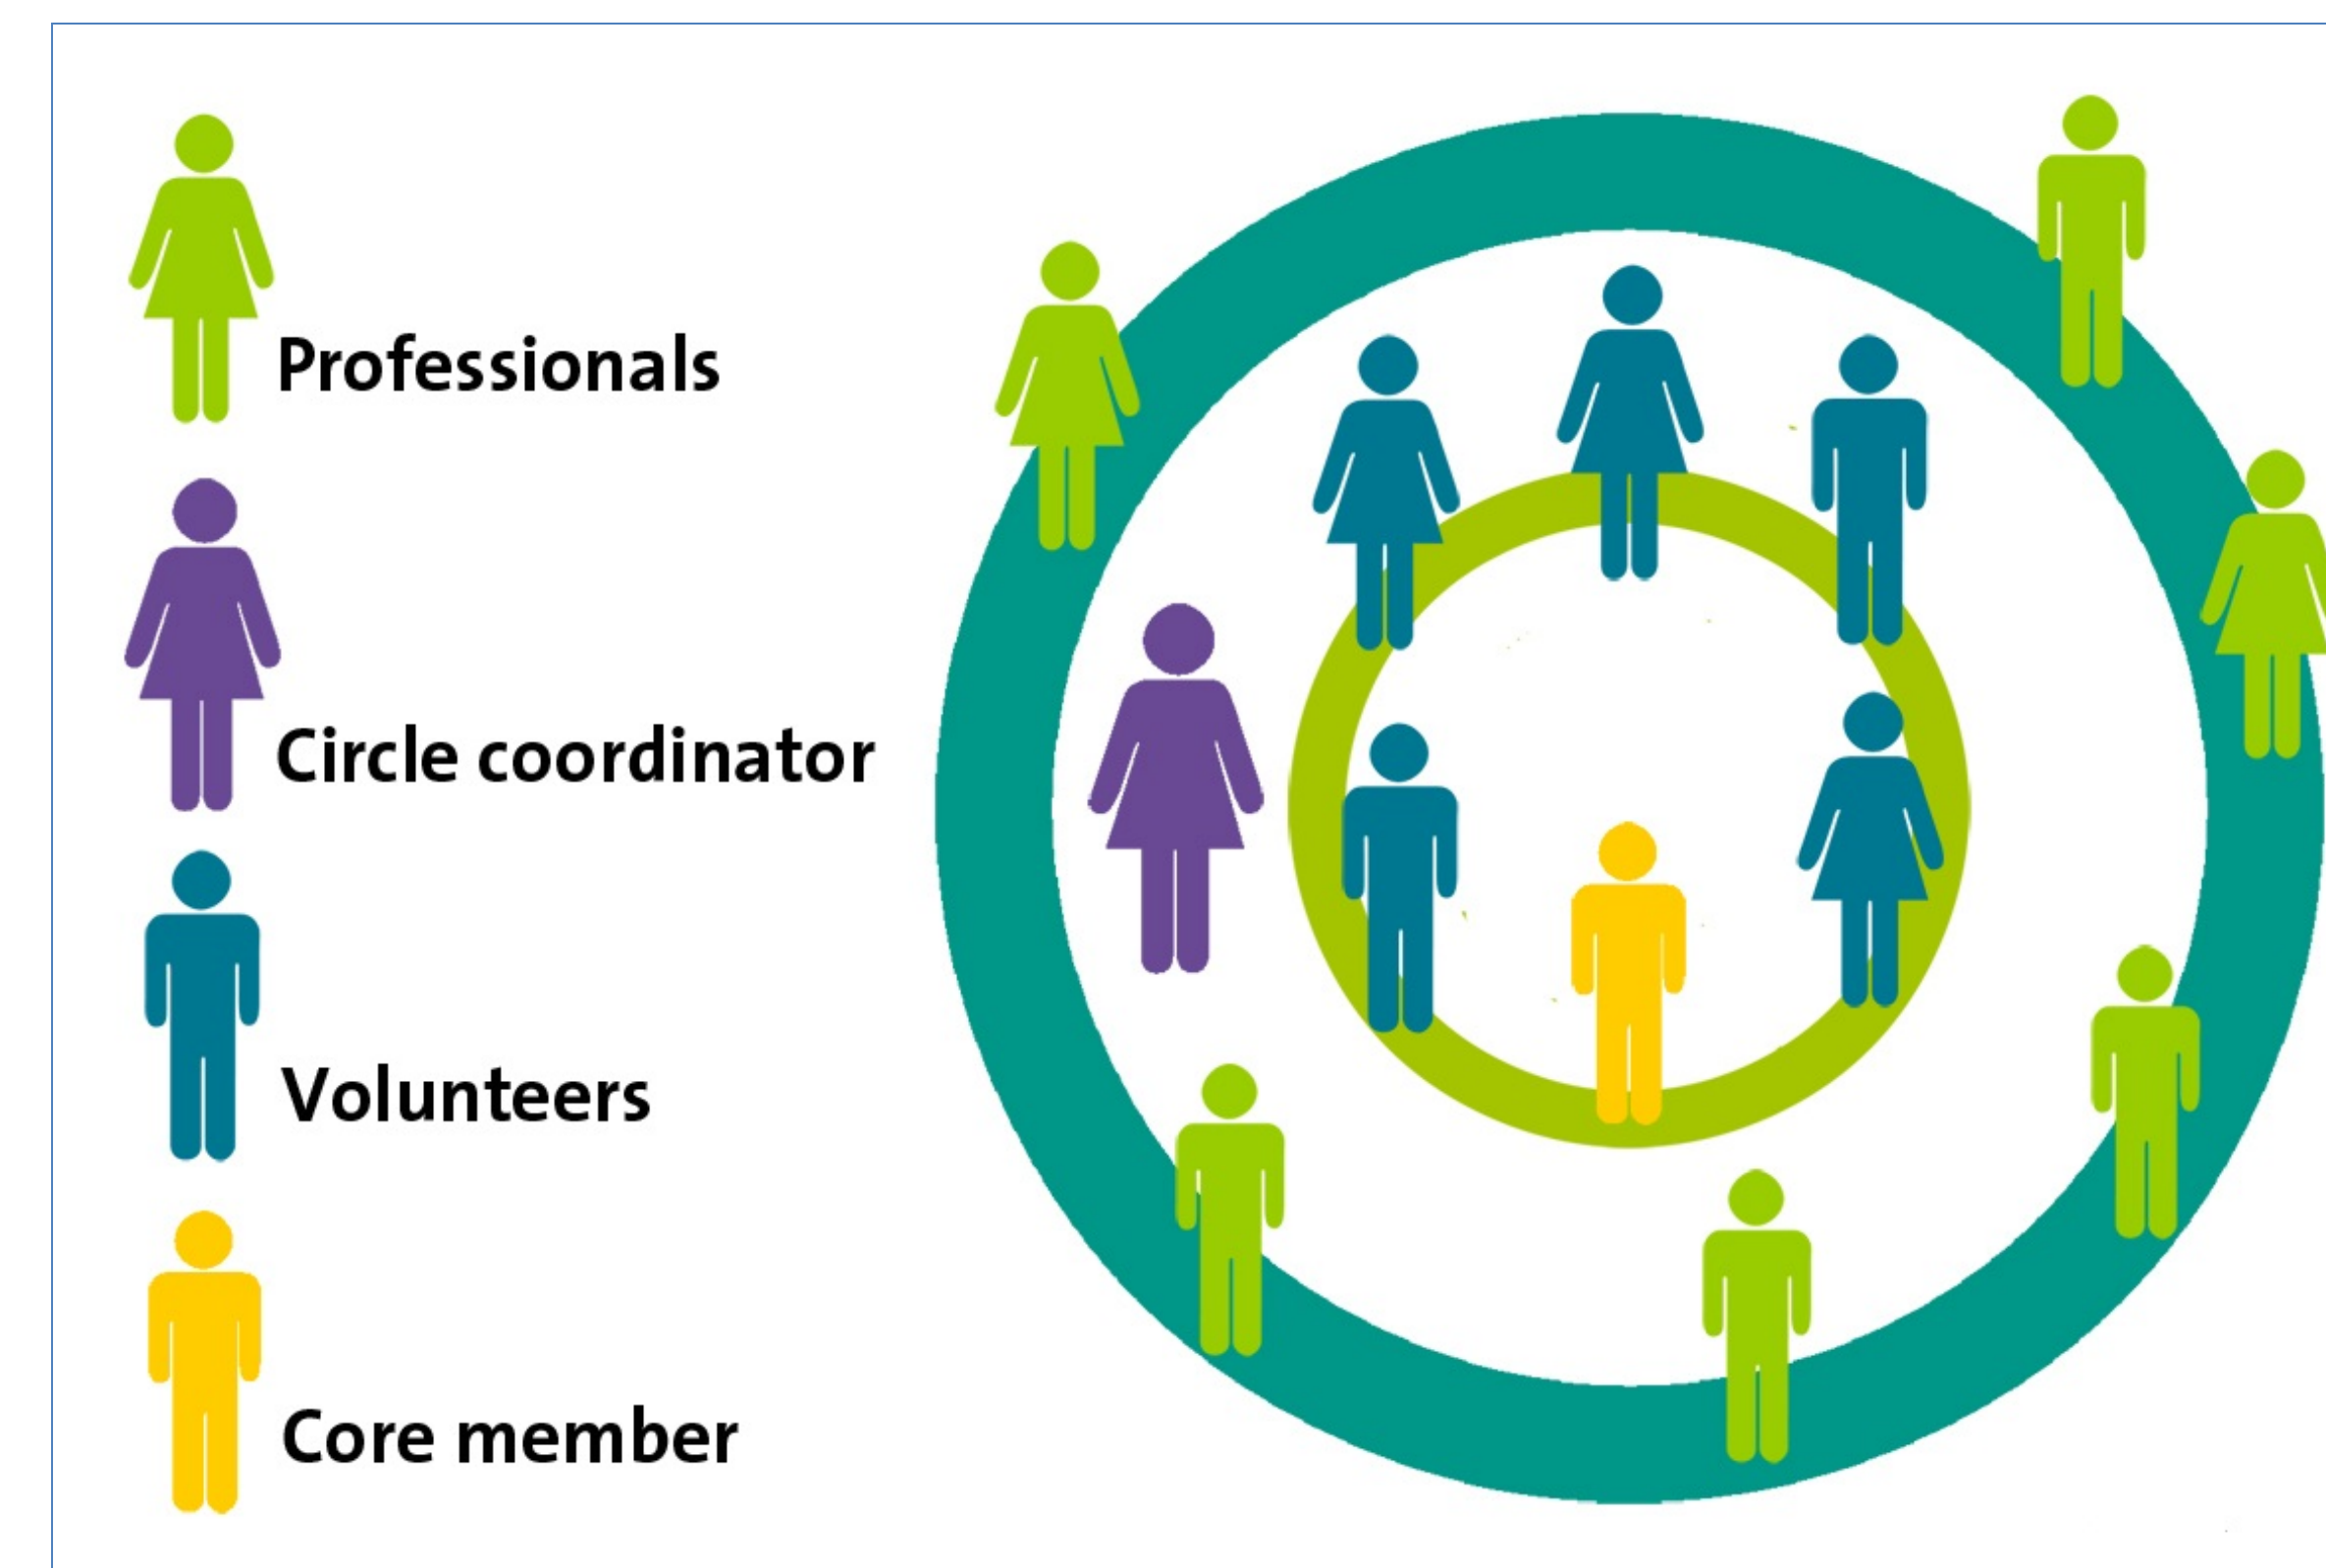 Professionals
Circle coordinator
Volunteers
Core member